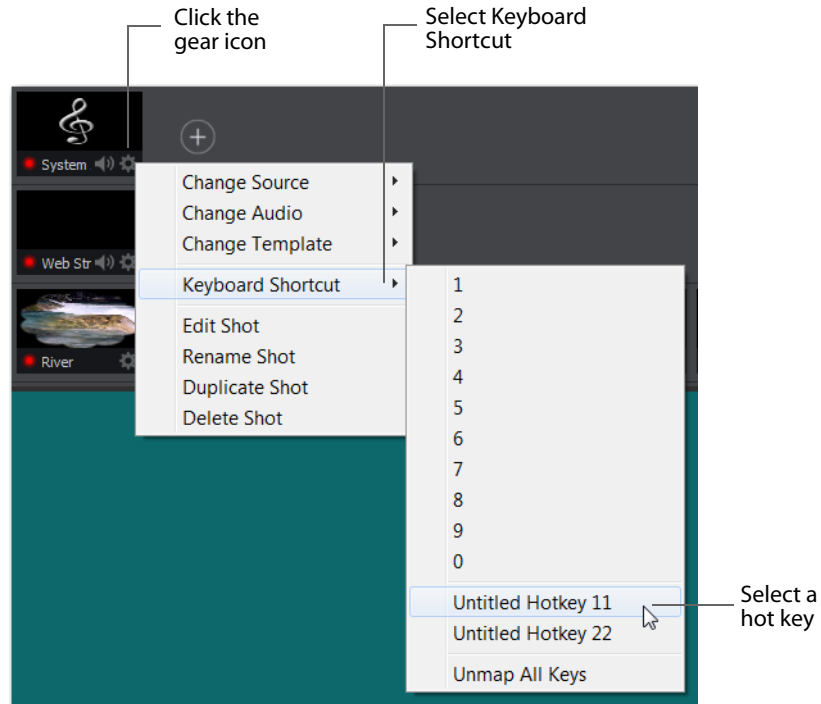 Click the
gear icon
Select Keyboard
Shortcut
System
Change Source
Change Audio
Change Template
Web Str
Keyboard Shortcut
1
2
3
4
5
6
7
8
9
0
Edit Shot
Rename Shot
Duplicate Shot
Delete Shot
River
Untitled Hotkey 11
Untitled Hotkey 22
Unmap All Keys
Select a
hot key